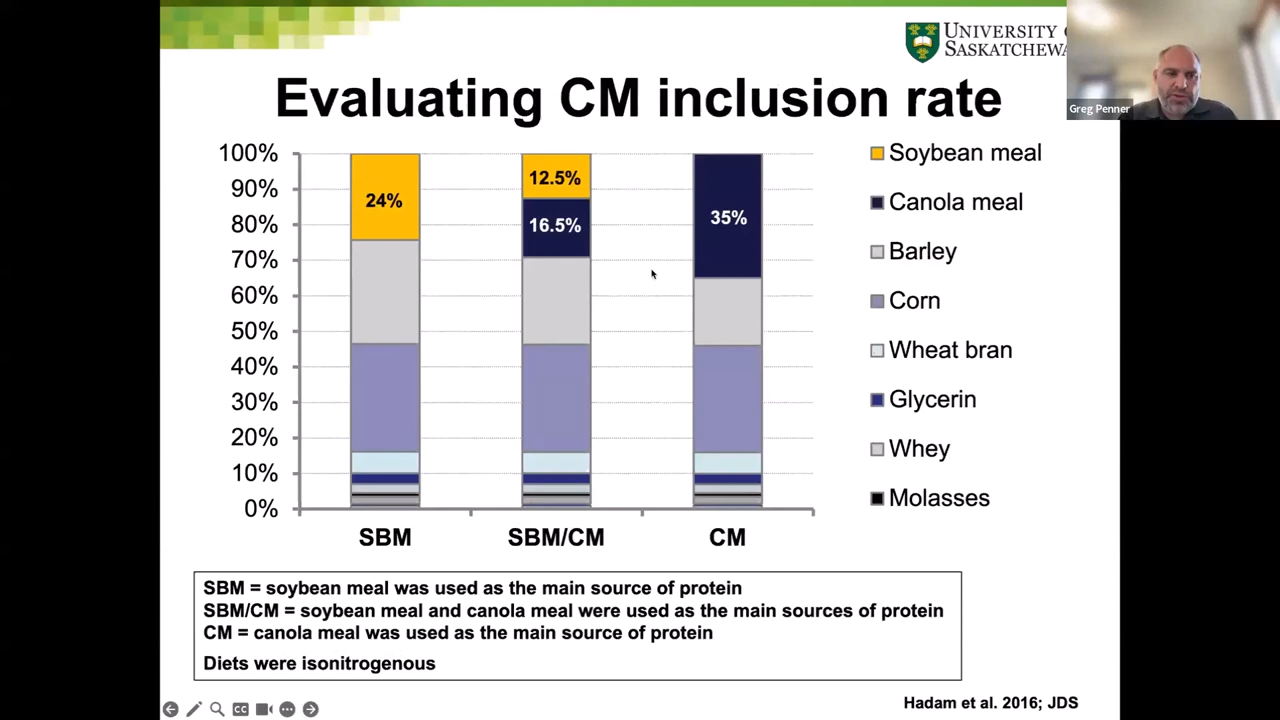 UNIVERSITY
SASKATCHEWA
Greg Penner
Evaluating CM inclusion rate
100%
90%
80%
70%
60%
50%
40%
30%
20%
10%
0%
24%
12.5%
16.5%
35%
SBM
SBM/CM
CM
Soybean meal
Canola meal
Barley
Corn
Wheat bran
Glycerin
Whey
Molasses
SBM = soybean meal was used as the main source of protein
SBM/CM = soybean meal and canola meal were used as the main sources of protein
CM = canola meal was used as the main source of protein
Diets were isonitrogenous
CC
Hadam et al. 2016; JDS